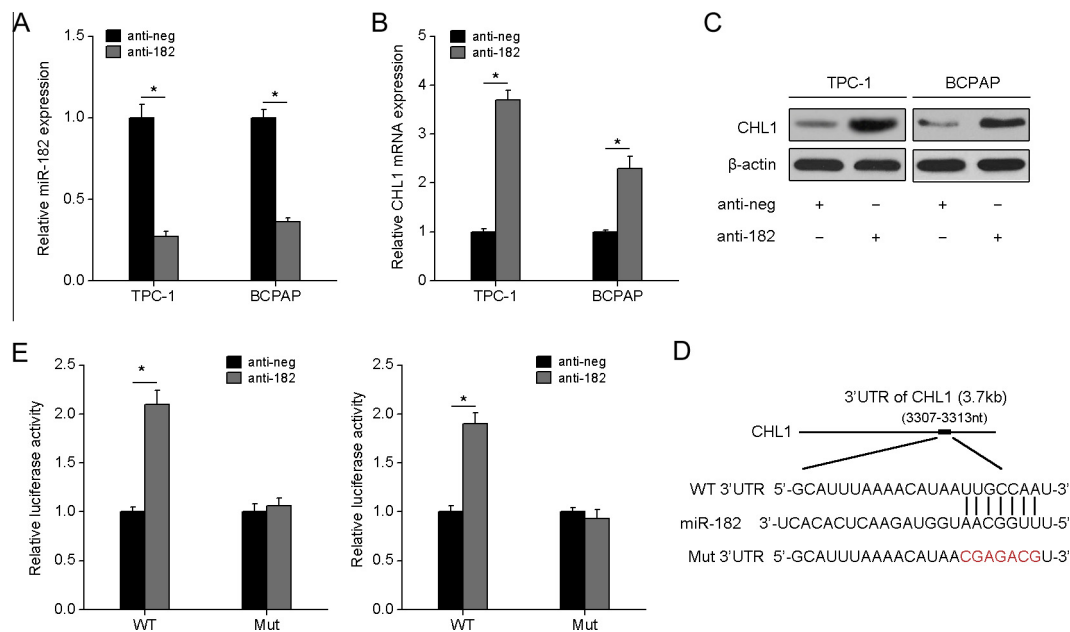 A
anti-neg
anti-182
Relative miR-182 expression
1.5
1.0
0.5
0.0
*
*
TPC-1
BCPAP
B
anti-neg
anti-182
Relative CHL1 mRNA expression
5
4
3
2
1
0
*
*
TPC-1
BCPAP
C
TPC-1
BCPAP
CHL1
β-actin
anti-neg
+
–
+
–
anti-182
–
+
–
+
E
anti-neg
anti-182
Relative luciferase activity
2.5
2.0
1.5
1.0
0.5
0.0
*
WT
Mut
anti-neg
anti-182
Relative luciferase activity
2.5
2.0
1.5
1.0
0.5
0.0
*
WT
Mut
D
3'UTR of CHL1 (3.7kb)
(3307-3313nt)
CHL1
WT 3'UTR 5'-GCAUUUAAAACAUAAUUGCCAAU-3'
miR-182 3'-UCACACUCAAGAUGGUAACGGUUU-5'
Mut 3'UTR 5'-GCAUUUAAAACAUAACGAGACGU-3'